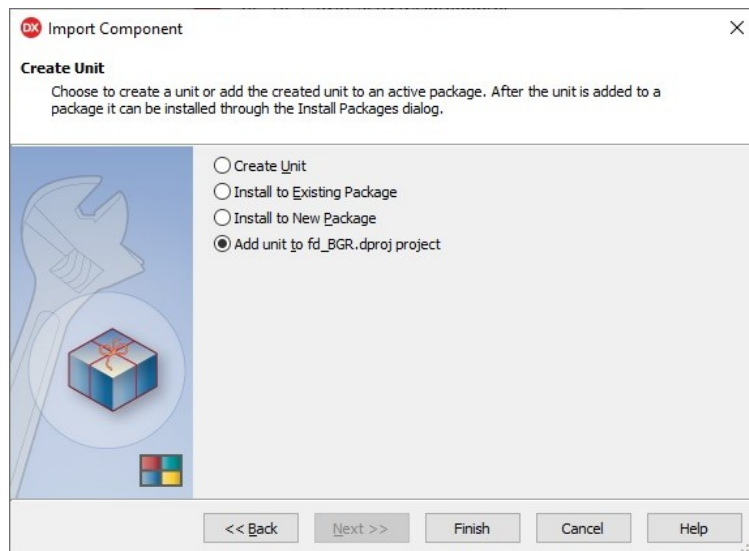 DX Import Component
Create Unit
Choose to create a unit or add the created unit to an active package. After the unit is added to a
package it can be installed through the Install Packages dialog.
Create Unit
Install to Existing Package
Install to New Package
Add unit to fd_BGR.dproj project
<< Back Next >> Finish Cancel Help